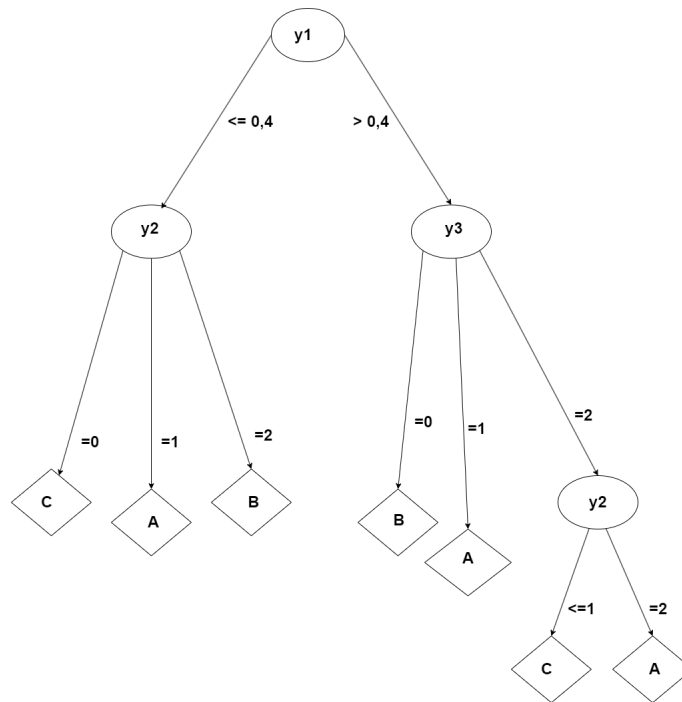 y1
<= 0,4
> 0,4
y2
y3
=0
=1
=2
=0
=1
=2
C
A
B
B
A
y2
<=1
=2
C
A